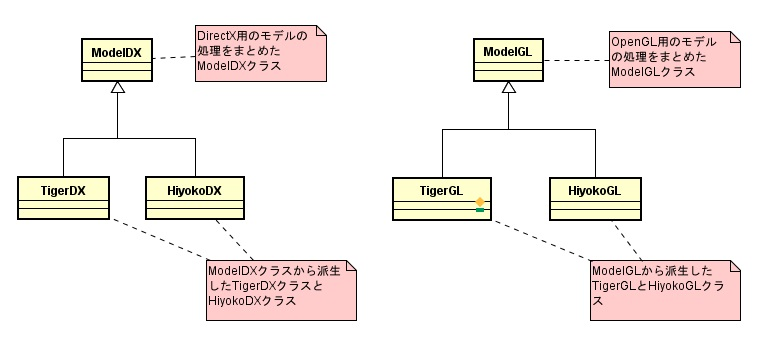 ModelDX
DirectX用のモデルの
処理をまとめた
ModelDXクラス
TigerDX
HiyokoDX
ModelDXクラスから派生
したTigerDXクラスと
HiyokoDXクラス
ModelGL
OpenGL用のモデル
の処理をまとめた
ModelGLクラス
TigerGL
HiyokoGL
ModelGLから派生した
TigerGLとHiyokoGLクラ
ス